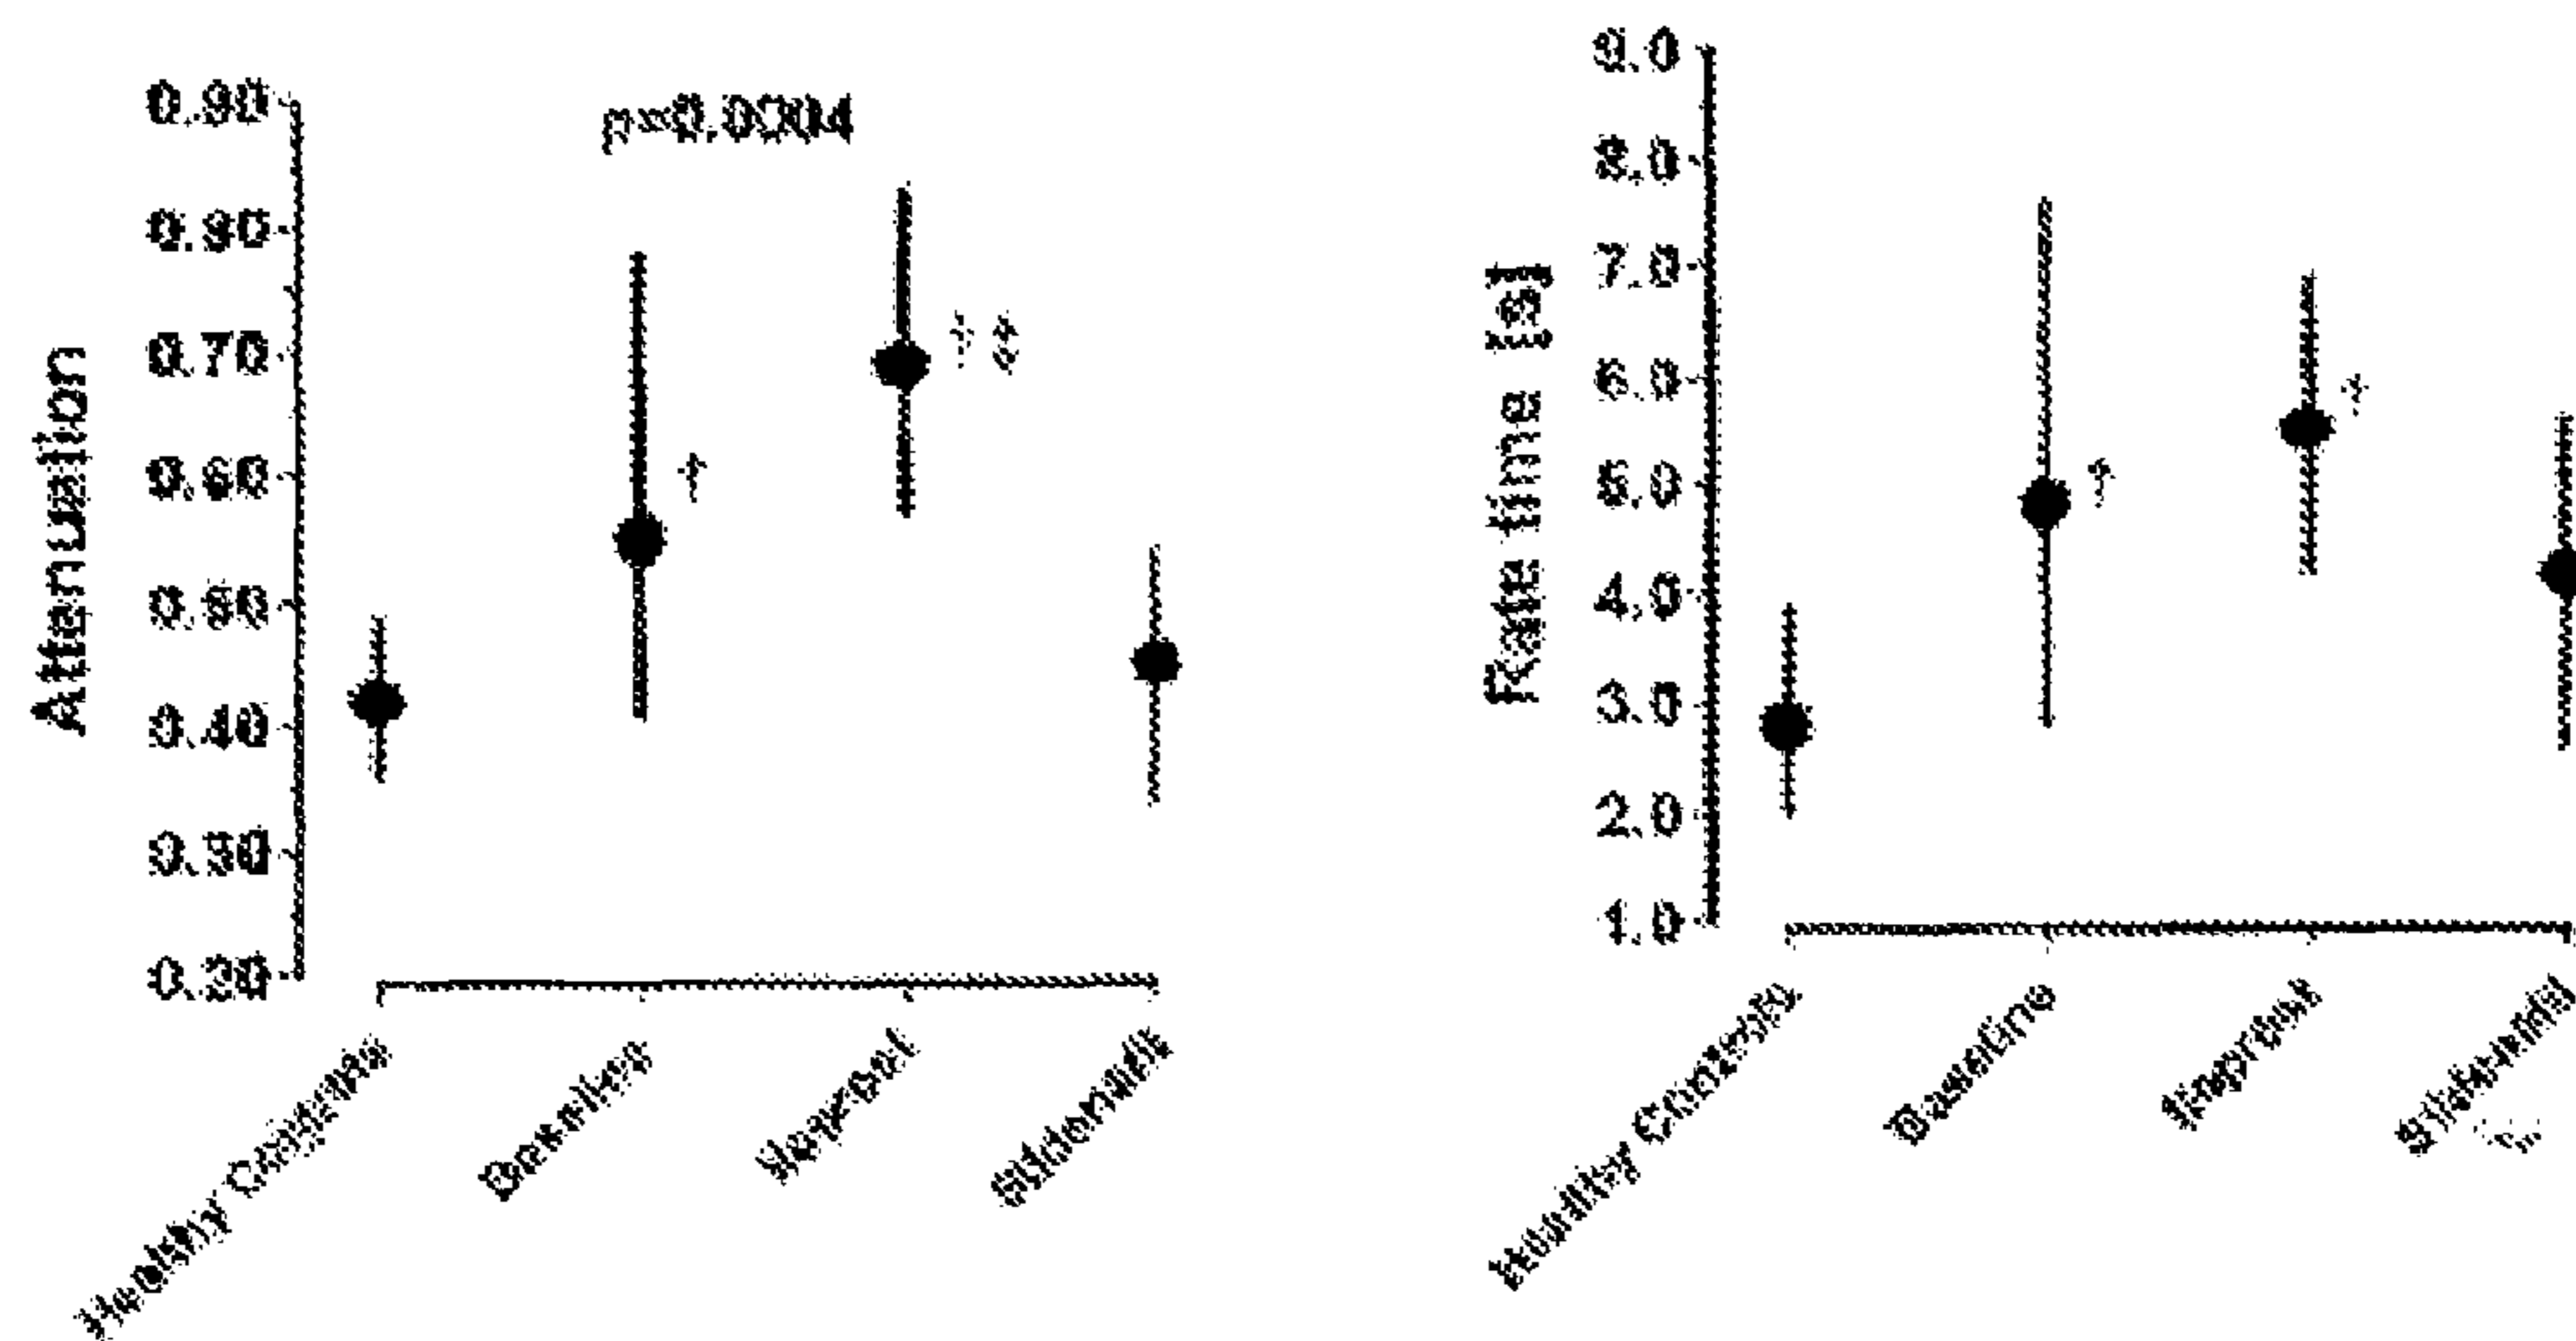 p=0.0004
Attenuation
0.90
0.80
0.70
0.60
0.50
0.40
0.30
0.20
†
†
Healthy Controls
Baseline
Sildenafil
Rate time [s]
9.0
8.0
7.0
6.0
5.0
4.0
3.0
2.0
1.0
†
†
Healthy Controls
Baseline
Sildenafil